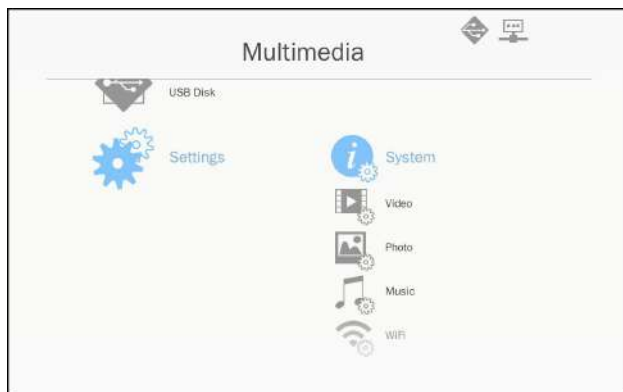 Multimedia
USB Disk
Settings
System
Video
Photo
Music
WiFi